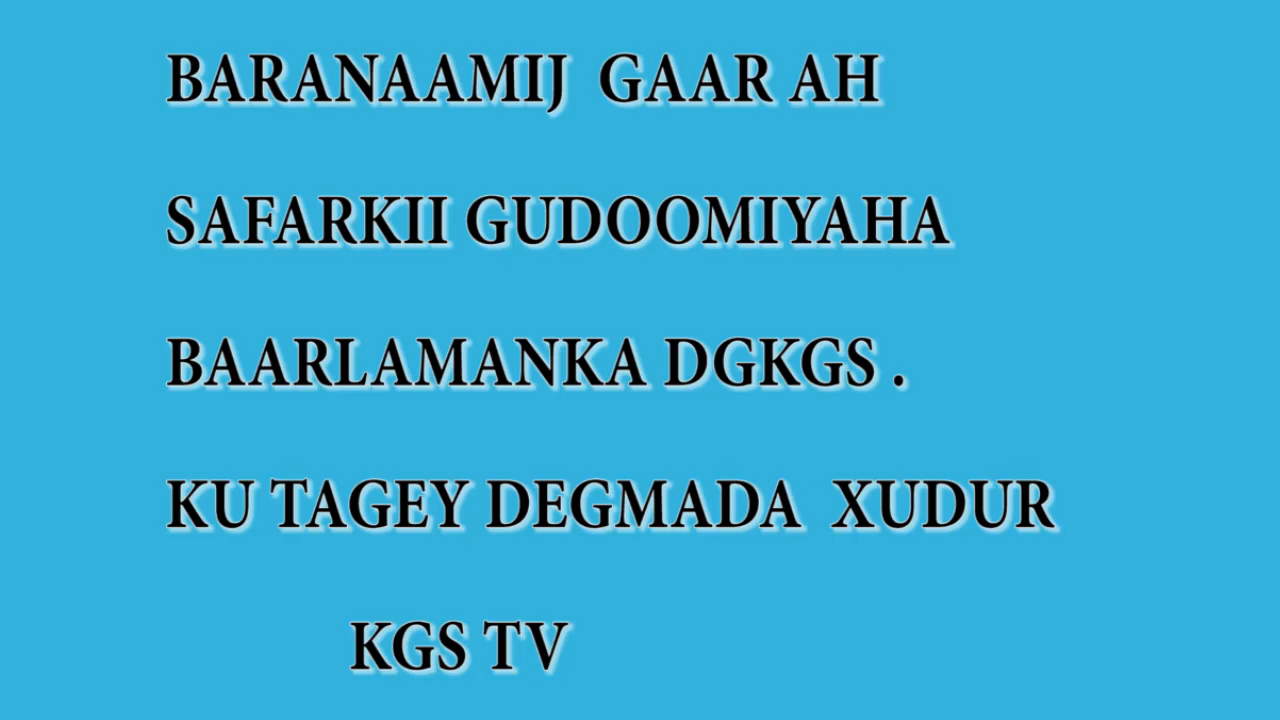 BARANAAMIJ GAAR AH
SAFARKII GUDOOMIYAHA
BAARLAMANKA DGKGS .
KU TAGEY DEGMADA XUDUR
KGS TV